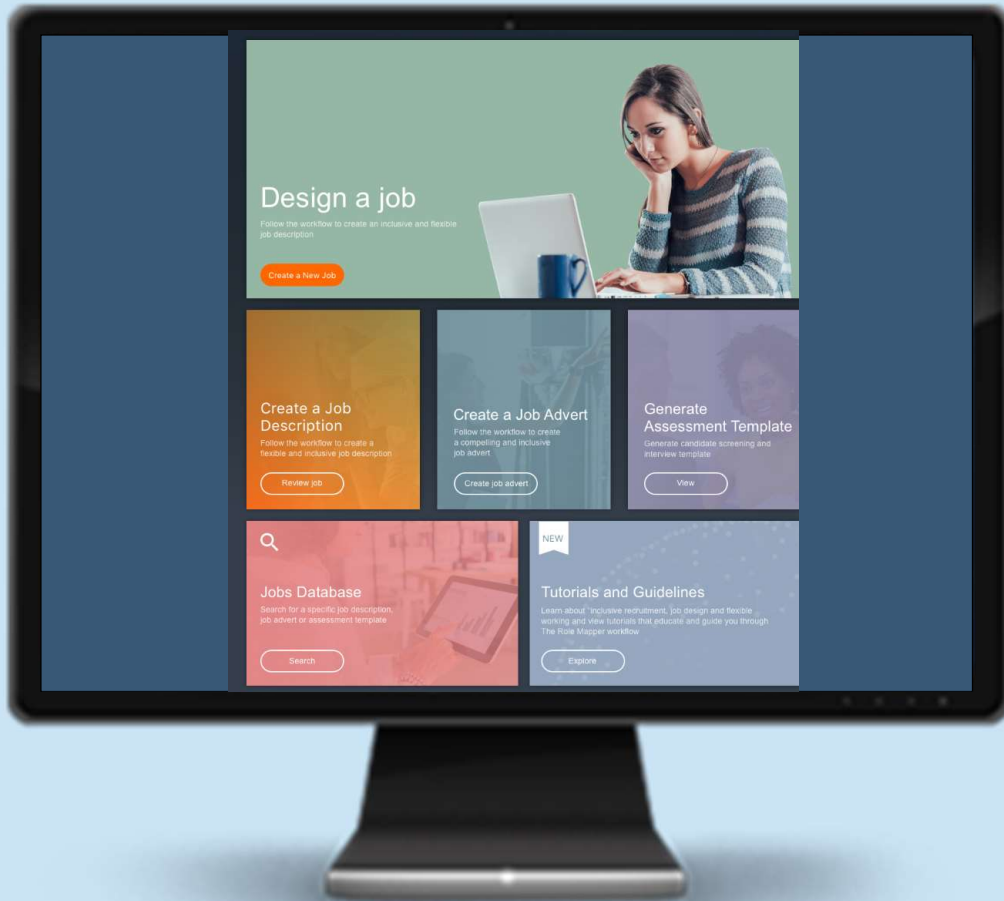 Design a job
Follow the workflow to create an inclusive and flexible
job description
Create a New Job
Create a Job
Description
Follow the workflow to create a
flexible and inclusive job description
Review job
Create a Job Advert
Follow the workflow to create
a compelling and inclusive
job advert
Create job advert
Generate
Assessment Template
Generate candidate screening and
interview template
View
Jobs Database
Search for a specific job description,
job advert or assessment template
Search
NEW
Tutorials and Guidelines
Learn about "inclusive recruitment, job design and flexible
working and view tutorials that educate and guide you through
The Role Mapper workflow
Explore